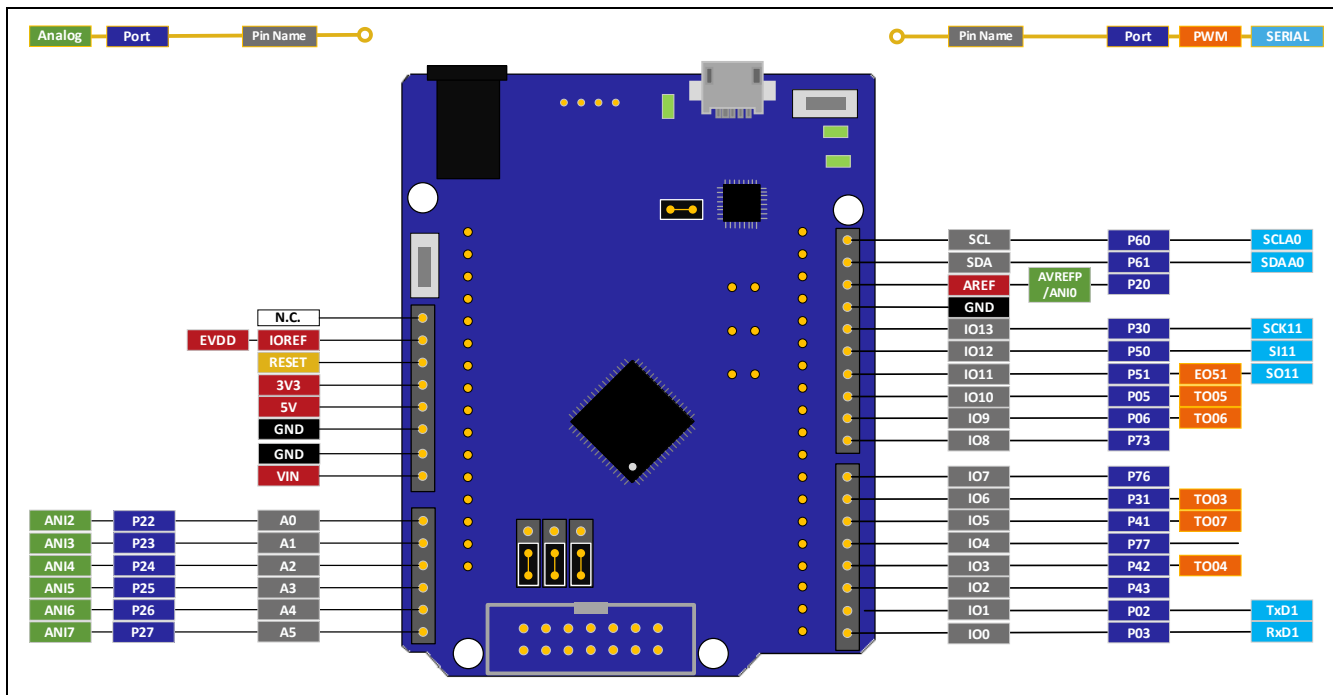 Analog Port Pin Name
Pin Name Port PWM SERIAL
SCL P60 SCLA0
SDA P61 SDAA0
AREF AVREFP
/ANI0 P20
GND
IO13 P30 SCK11
IO12 P50 SI11
IO11 P51 EO51 SO11
IO10 P05 TO05
IO9 P06 TO06
IO8 P73
N.C.
EVDD IOREF
RESET
3V3
5V
GND
GND
VIN
IO7 P76
IO6 P31 TO03
IO5 P41 TO07
IO4 P77
IO3 P42 TO04
IO2 P43
IO1 P02 TxD1
IO0 P03 RxD1
ANI2 P22 A0
ANI3 P23 A1
ANI4 P24 A2
ANI5 P25 A3
ANI6 P26 A4
ANI7 P27 A5